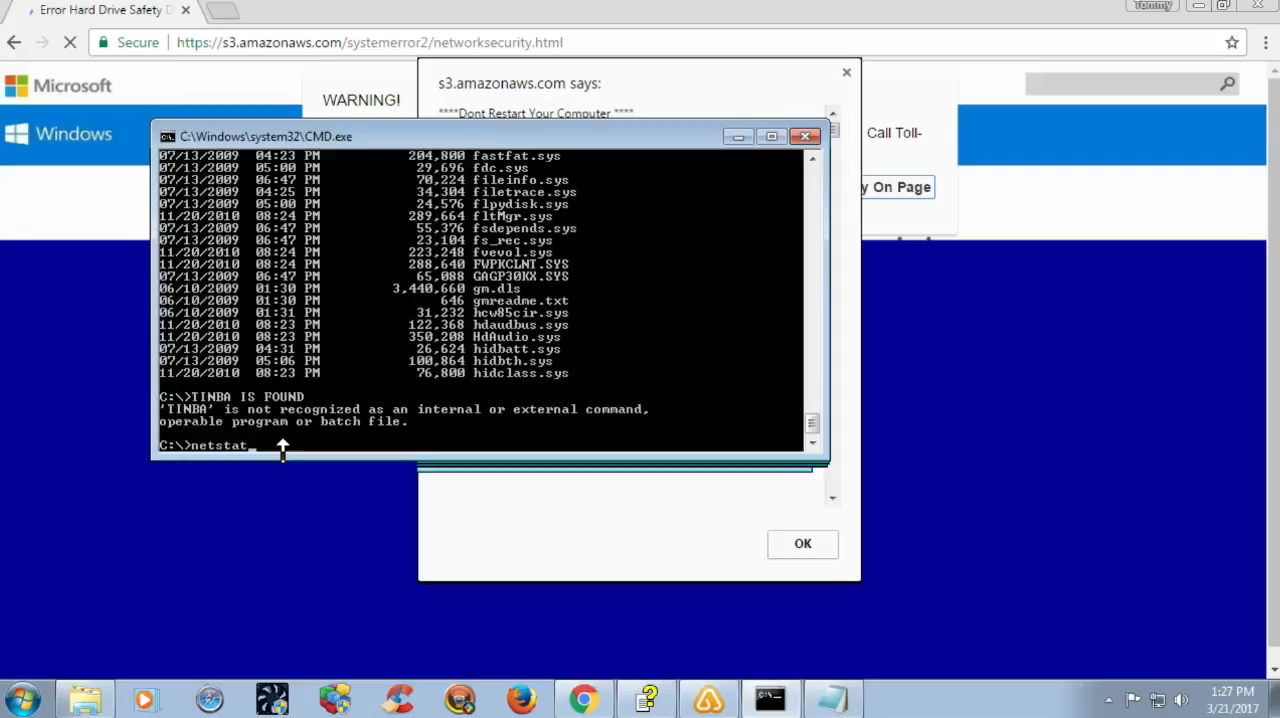 Error Hard Drive Safety D
Tommy
Secure
https://s3.amazonaws.com/systemerror2/networksecurity.html
Microsoft
WARNING!
s3.amazonaws.com says:
****Dont Restart Your Computer ****
Windows
Call Toll-
y On Page
C:\Windows\system32\CMD.exe
07/13/2009 04:23 PM 204,800 fastfat.sys
07/13/2009 05:00 PM 29,696 fdc.sys
07/13/2009 06:47 PM 70,224 fileinfo.sys
07/13/2009 04:25 PM 34,304 filetrace.sys
07/13/2009 05:00 PM 24,576 flpydisk.sys
11/20/2010 08:24 PM 289,664 fltMgr.sys
07/13/2009 06:47 PM 55,376 fsdepends.sys
07/13/2009 06:47 PM 23,104 fs_rec.sys
11/20/2010 08:24 PM 223,248 fvevol.sys
11/20/2010 08:24 PM 288,640 FWPKCLNT.SYS
07/13/2009 06:47 PM 65,088 GAGP30KX.SYS
06/10/2009 01:30 PM 3,440,660 gm.dls
06/10/2009 01:30 PM 646 gmreadme.txt
06/10/2009 01:31 PM 31,232 hcw85cir.sys
11/20/2010 08:23 PM 122,368 hdaudbus.sys
11/20/2010 08:23 PM 350,208 HdAudio.sys
07/13/2009 04:31 PM 26,624 hidbatt.sys
07/13/2009 05:06 PM 100,864 hidbth.sys
11/20/2010 08:23 PM 76,800 hidclass.sys
C:\>TINBA IS FOUND
'TINBA' is not recognized as an internal or external command,
operable program or batch file.
C:\>netstat_
OK
1:27 PM
3/21/2017